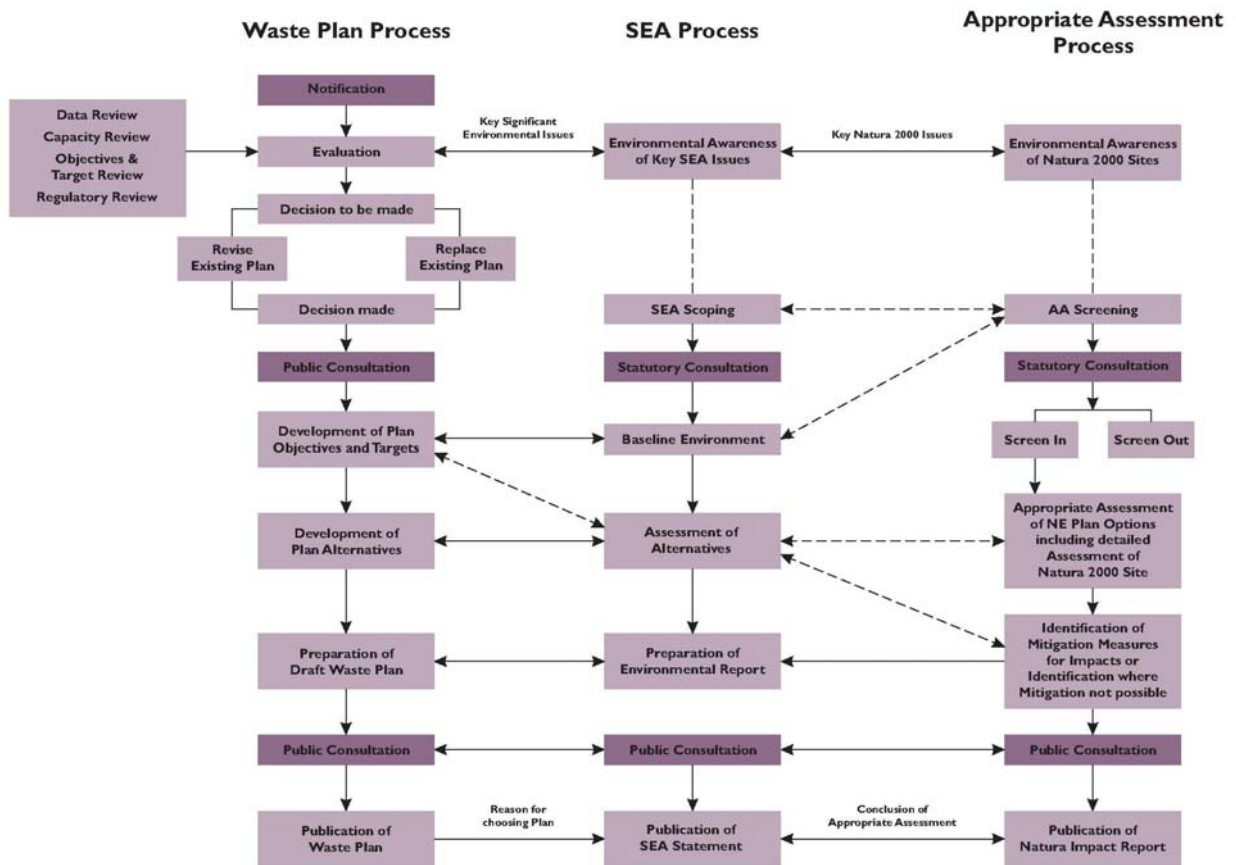 Waste Plan Process
SEA Process
Appropriate Assessment
Process
Notification
Data Review
Capacity Review
Objectives &
Target Review
Regulatory Review
Evaluation
Key Significant
Environmental Issues
Environmental Awareness
of Key SEA Issues
Key Natura 2000 Issues
Environmental Awareness
of Natura 2000 Sites
Decision to be made
Revise
Existing Plan
Replace
Existing Plan
Decision made
SEA Scoping
AA Screening
Public Consultation
Statutory Consultation
Statutory Consultation
Development of Plan
Objectives and Targets
Baseline Environment
Screen In
Screen Out
Development of
Plan Alternatives
Assessment of
Alternatives
Appropriate Assessment
of NE Plan Options
including detailed
Assessment of
Natura 2000 Site
Preparation of
Draft Waste Plan
Preparation of
Environmental Report
Identification of
Mitigation Measures
for Impacts or
Identification where
Mitigation not possible
Public Consultation
Public Consultation
Public Consultation
Publication of
Waste Plan
Reason for
choosing Plan
Publication of
SEA Statement
Conclusion of
Appropriate Assessment
Publication of
Natura Impact Report